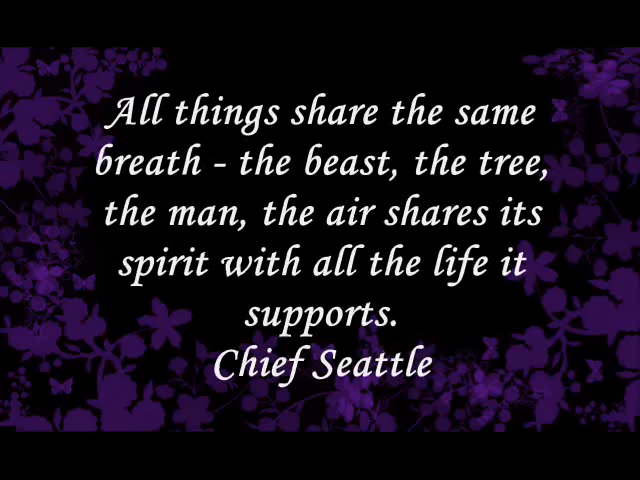 All things share the same
breath - the beast, the tree,
the man, the air shares its
spirit with all the life it
supports.
Chief Seattle